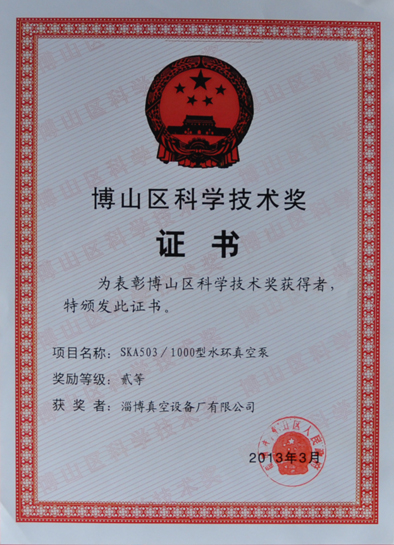 博山区科学技术奖
证书
为表彰博山区科学技术奖获得者，
特颁发此证书。
项目名称：SKA503/1000型水环真空泵
奖励等级：贰等
获奖者：淄博真空设备厂有限公司
2013年3月